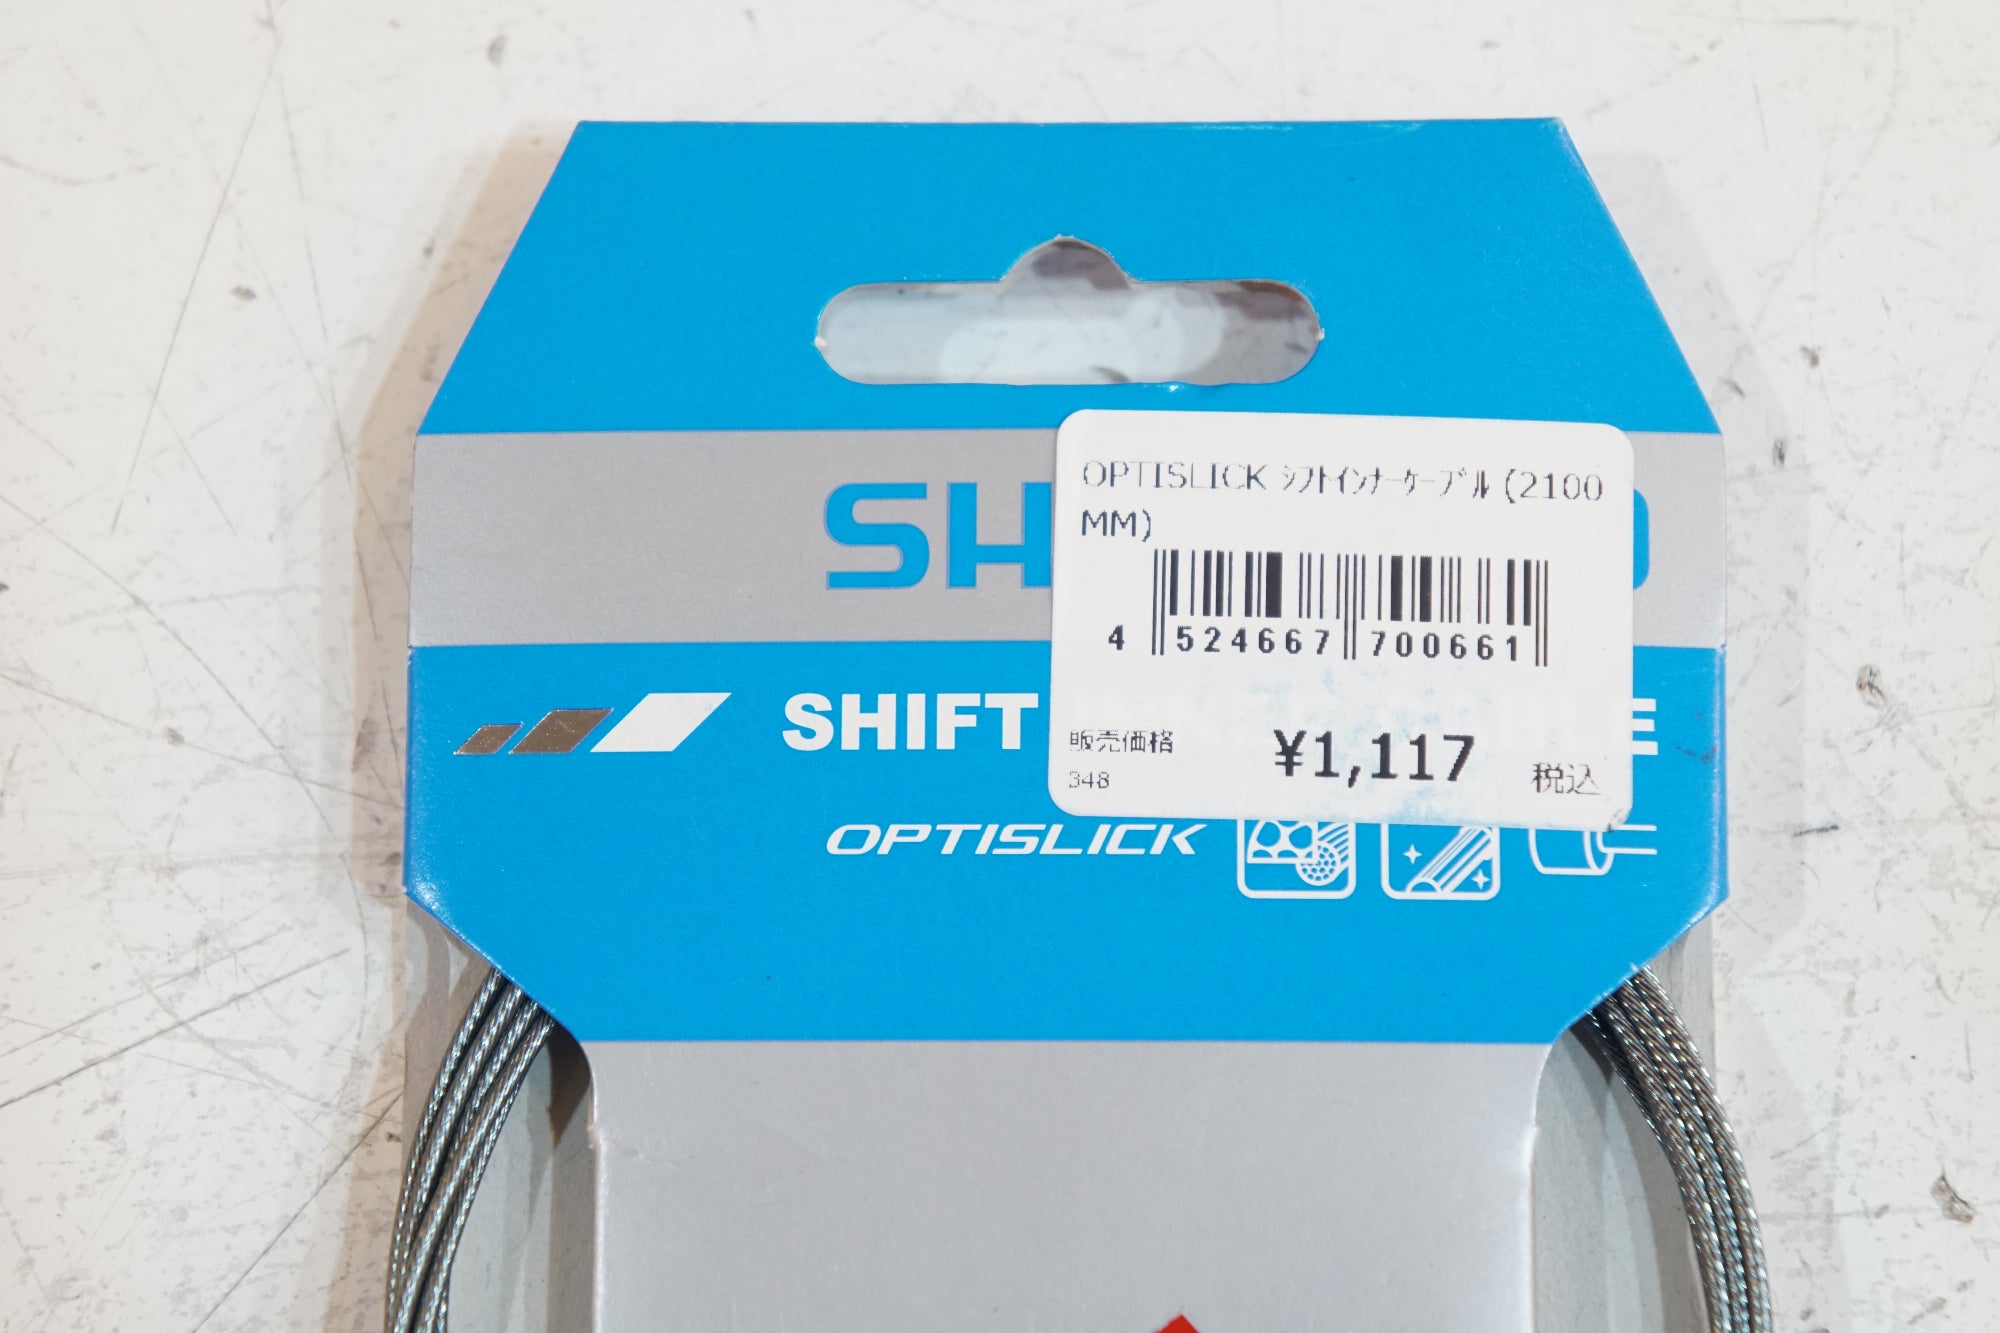 SH
OPTISLICK ｼﾌﾄｲﾝﾅｰｹｰﾌﾞﾙ (2100
MM)
4 524667 700661
SHIFT
販売価格 ¥1,117 税込
348
OPTISLICK